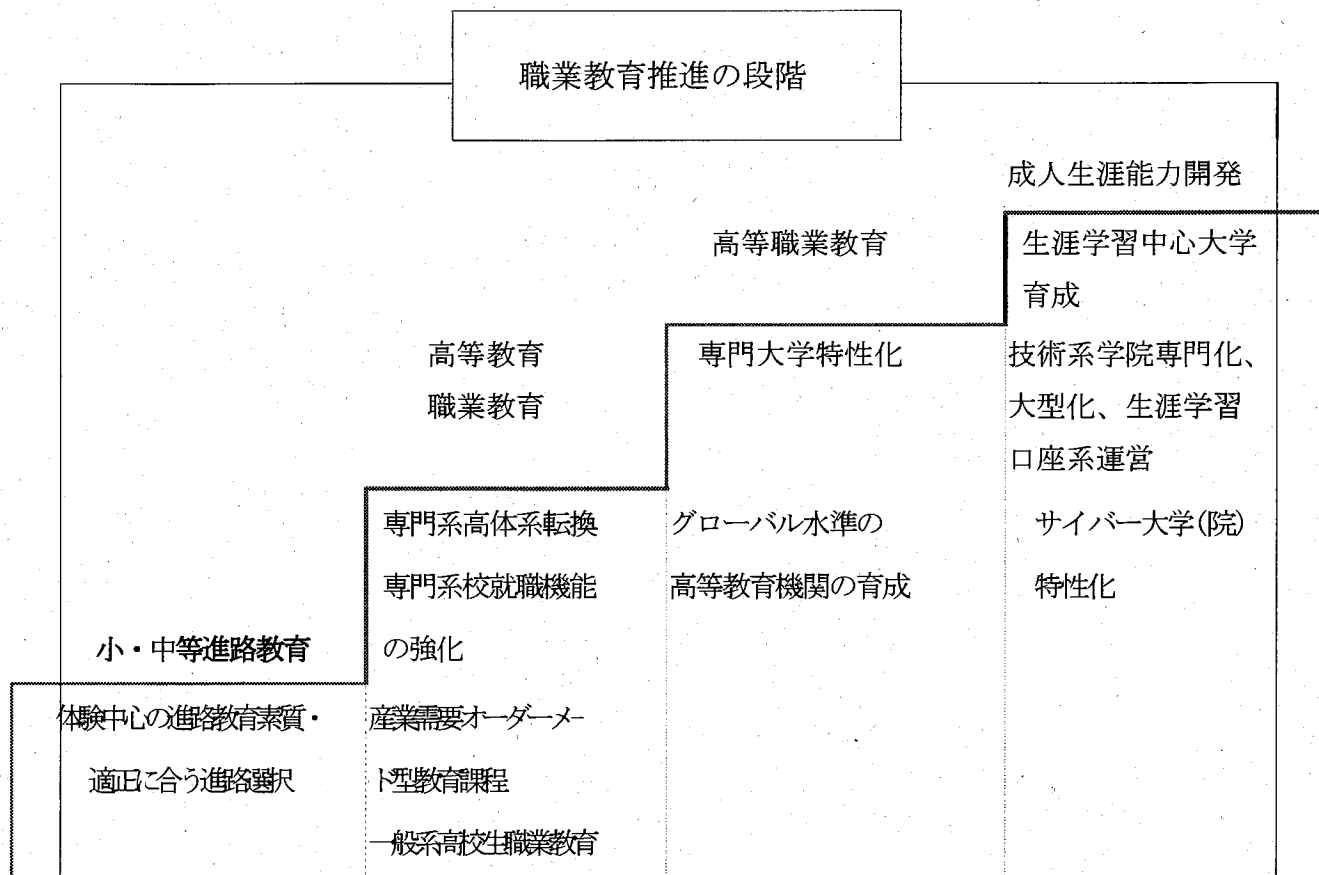 職業教育推進の段階
成人生涯能力開発
高等職業教育
生涯学習中心大学
育成
高等教育
職業教育
専門大学特性化
技術系学院専門化、
大型化、生涯学習
口座系運営
専門系高体系転換
専門系校就職機能
の強化
グローバル水準の
高等教育機関の育成
サイバー大学(院)
特性化
小・中等進路教育
体験中心の進路教育素質・
適正に合う進路選択
産業需要オーダーメー
ド型教育課程
一般系高校生職業教育